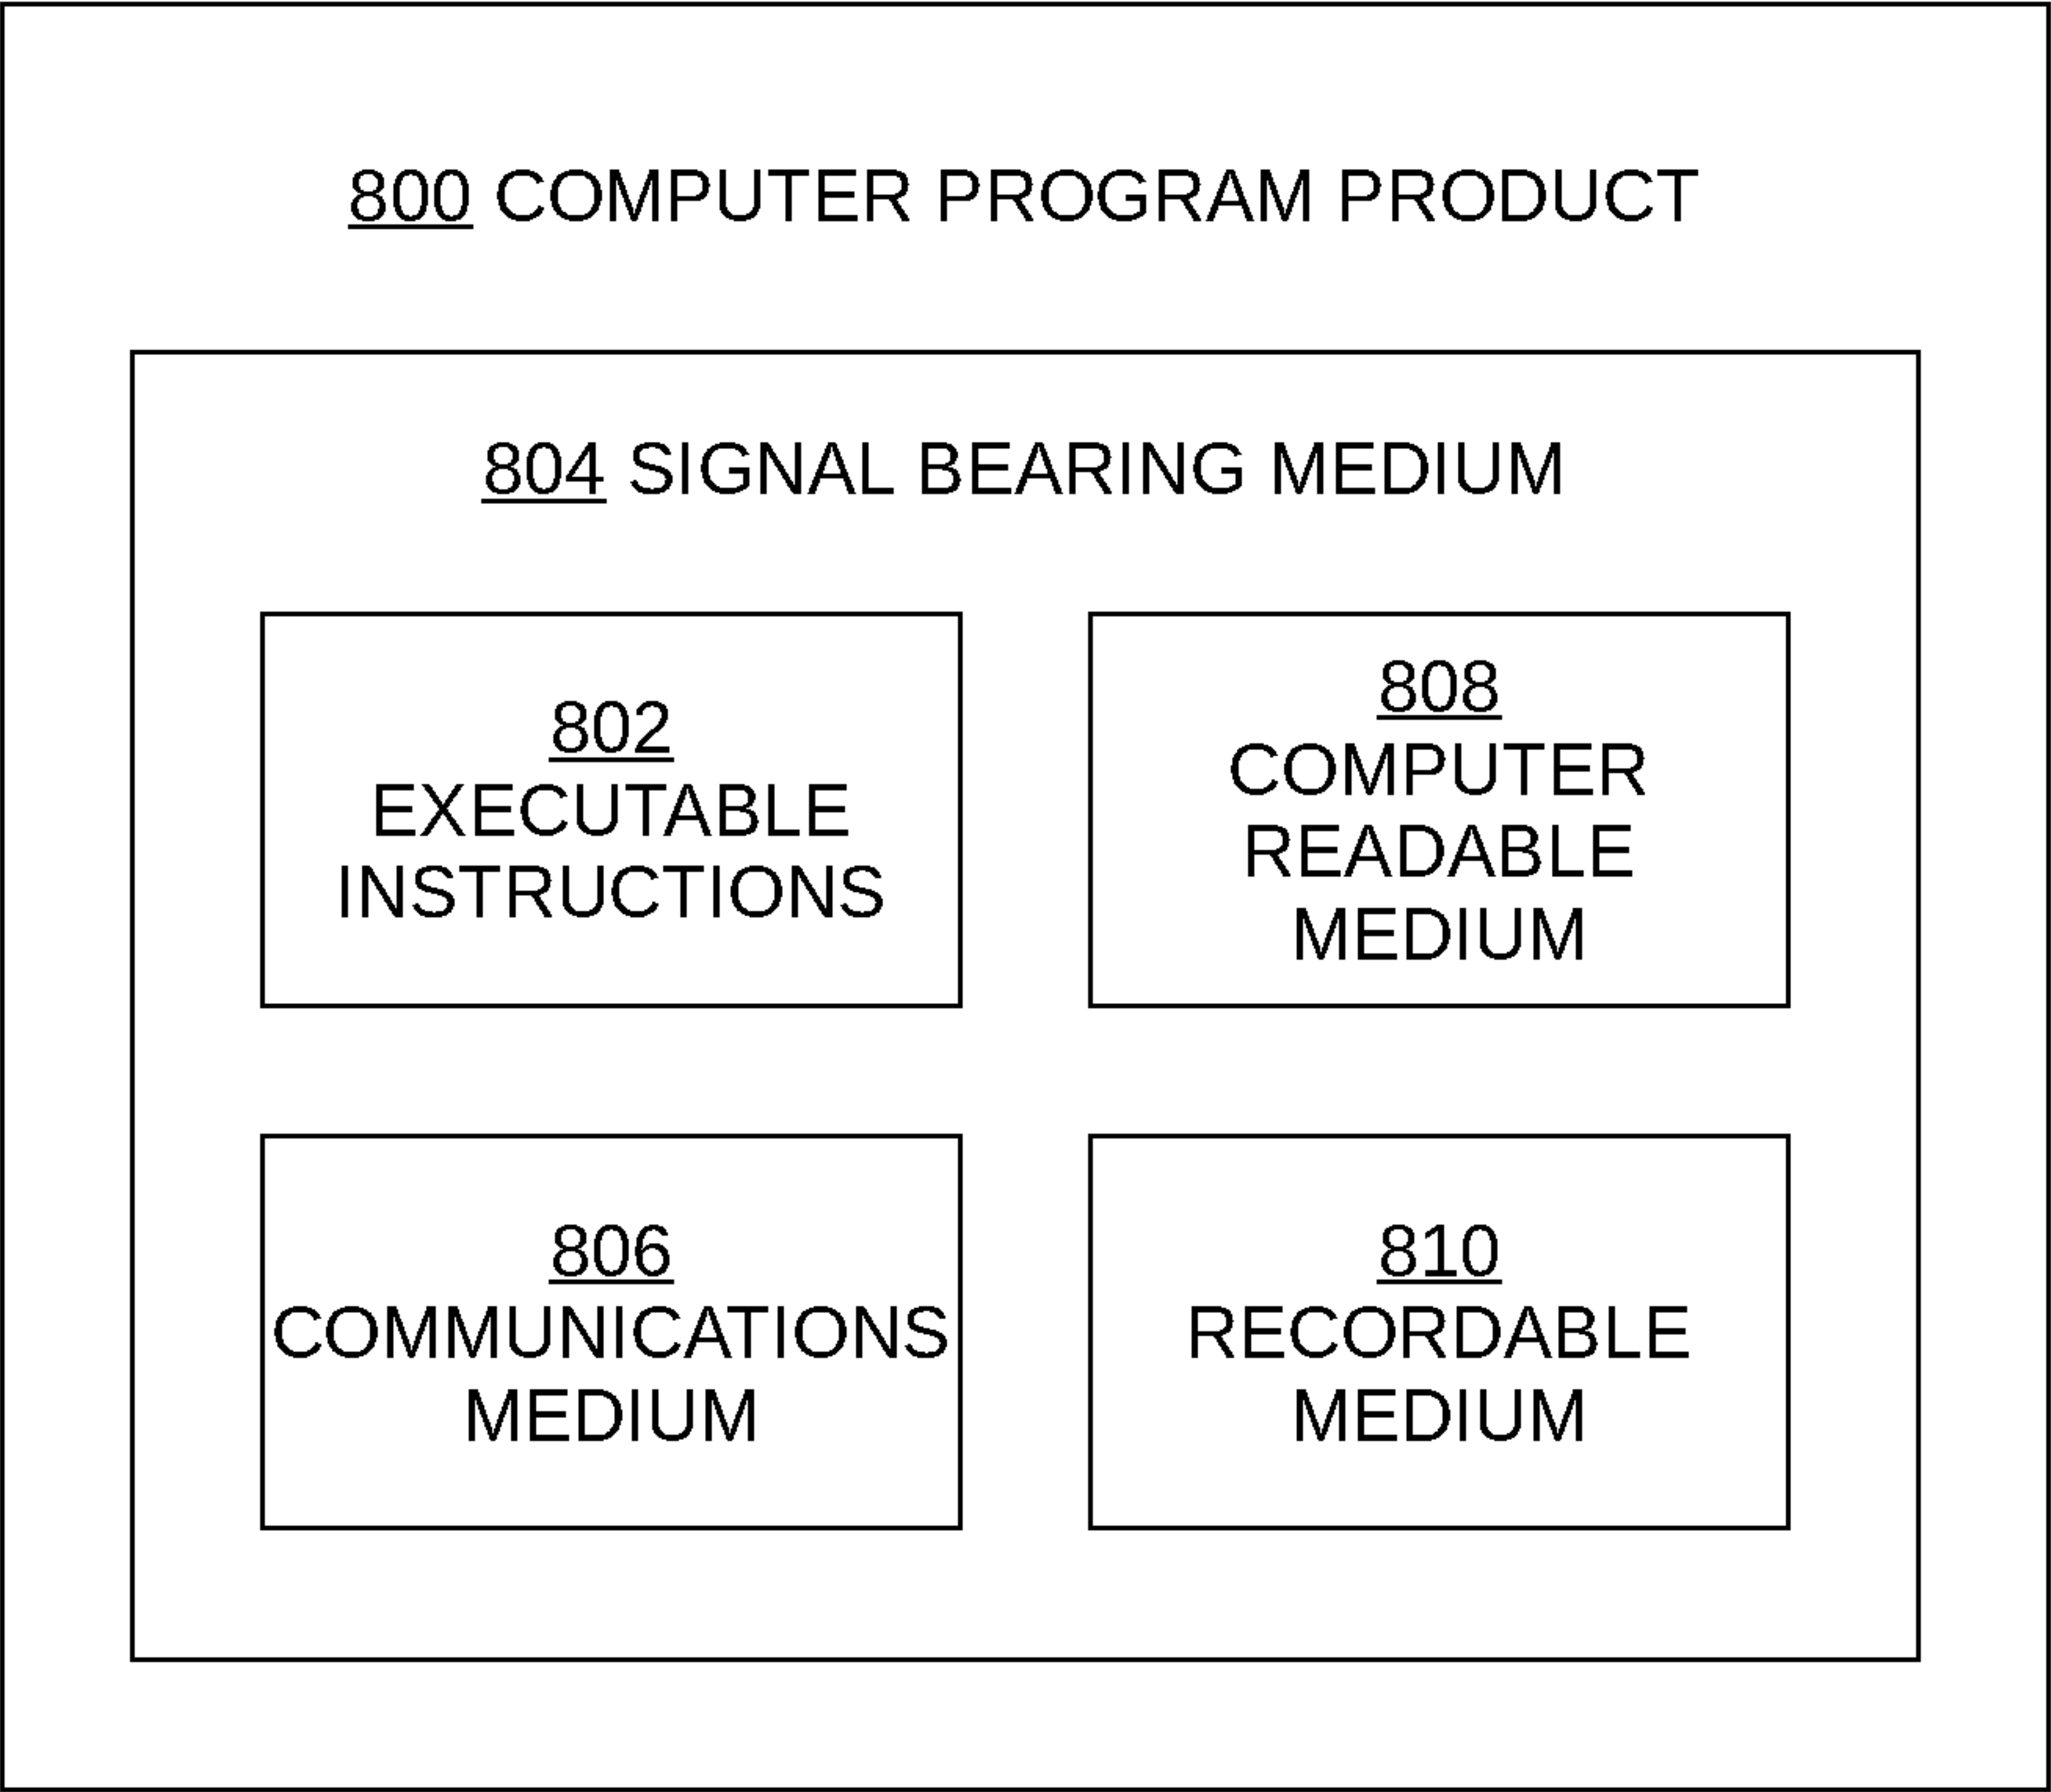 800 COMPUTER PROGRAM PRODUCT
804 SIGNAL BEARING MEDIUM
802
EXECUTABLE
INSTRUCTIONS
808
COMPUTER
READABLE
MEDIUM
806
COMMUNICATIONS
MEDIUM
810
RECORDABLE
MEDIUM